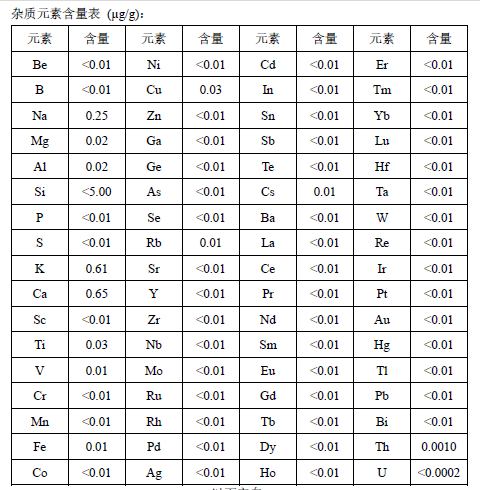 杂质元素含量表 (μg/g):
元素 含量 元素 含量 元素 含量 元素 含量
Be <0.01 Ni <0.01 Cd <0.01 Er <0.01
B <0.01 Cu 0.03 In <0.01 Tm <0.01
Na 0.25 Zn <0.01 Sn <0.01 Yb <0.01
Mg 0.02 Ga <0.01 Sb <0.01 Lu <0.01
Al 0.02 Ge <0.01 Te <0.01 Hf <0.01
Si <5.00 As <0.01 Cs 0.01 Ta <0.01
P <0.01 Se <0.01 Ba <0.01 W <0.01
S <0.01 Rb 0.01 La <0.01 Re <0.01
K 0.61 Sr <0.01 Ce <0.01 Ir <0.01
Ca 0.65 Y <0.01 Pr <0.01 Pt <0.01
Sc <0.01 Zr <0.01 Nd <0.01 Au <0.01
Ti 0.03 Nb <0.01 Sm <0.01 Hg <0.01
V 0.01 Mo <0.01 Eu <0.01 Tl <0.01
Cr <0.01 Ru <0.01 Gd <0.01 Pb <0.01
Mn <0.01 Rh <0.01 Tb <0.01 Bi <0.01
Fe 0.01 Pd <0.01 Dy <0.01 Th 0.0010
Co <0.01 Ag <0.01 Ho <0.01 U <0.0002